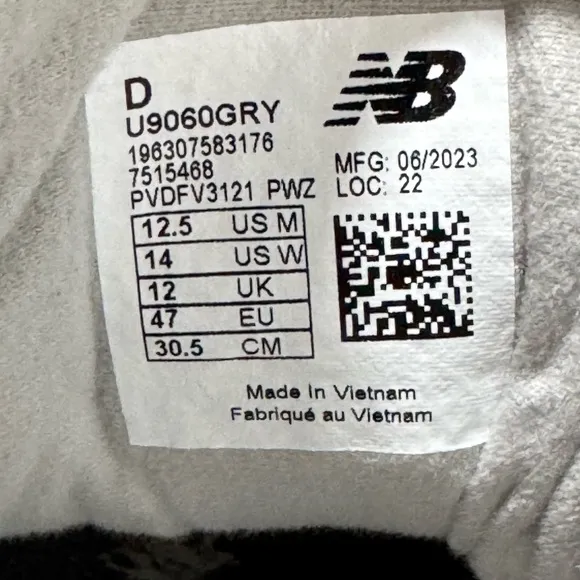 D
NB
U9060GRY
196307583176
7515468
PVDFV3121 PWZ
MFG: 06/2023
LOC: 22
12.5 US M
14 US W
12 UK
47 EU
30.5 CM
Made In Vietnam
Fabriqué au Vietnam